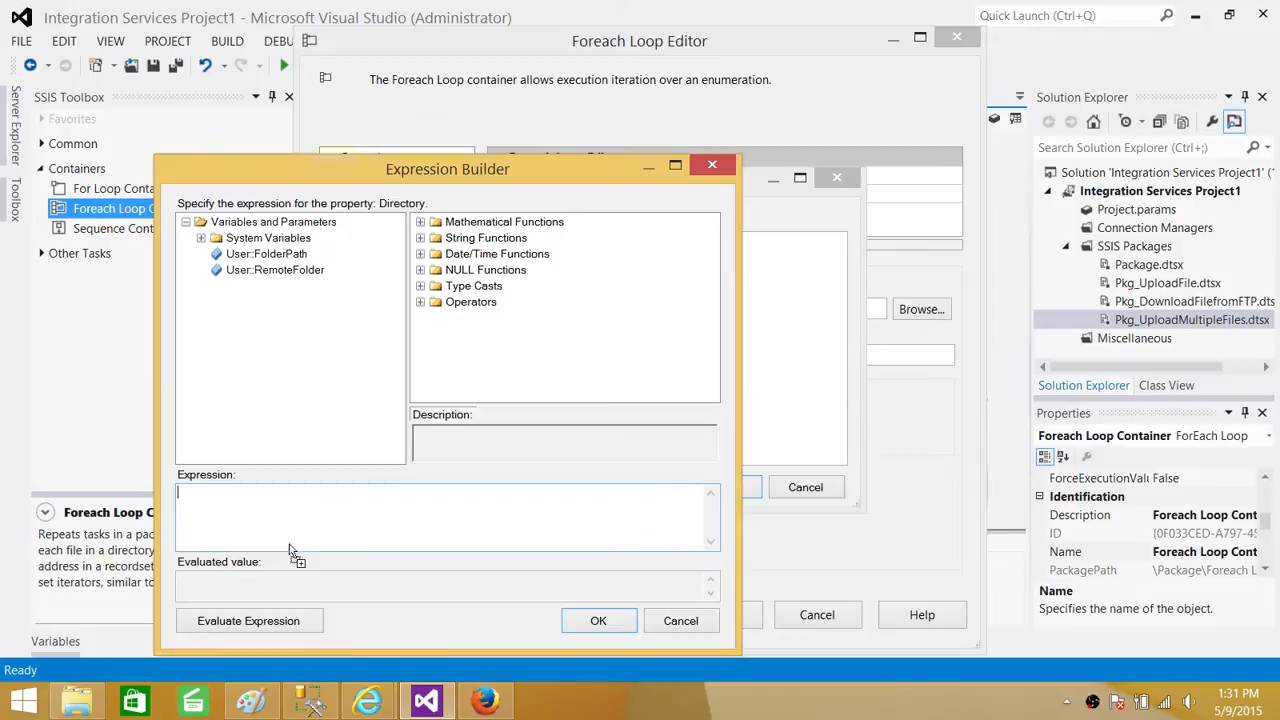 Integration Services Project1 - Microsoft Visual Studio (Administrator)
Quick Launch (Ctrl+Q)
FILE EDIT VIEW PROJECT BUILD DEBU
Foreach Loop Editor
The Foreach Loop container allows execution iteration over an enumeration.
SSIS Toolbox
Favorites
Common
Containers
For Loop Conta
Foreach Loop C
Sequence Cont
Other Tasks
Server Explorer
Toolbox
Expression Builder
Specify the expression for the property: Directory.
Variables and Parameters
System Variables
User::FolderPath
User::RemoteFolder
Mathematical Functions
String Functions
Date/Time Functions
NULL Functions
Type Casts
Operators
Description:
Expression:
Evaluated value:
Evaluate Expression
OK
Cancel
Browse...
Cancel
Cancel
Help
Foreach Loop C
Repeats tasks in a pac
each file in a directory
address in a recordset
set iterators, similar to
Variables
Ready
Solution Explorer
Search Solution Explorer (Ctrl+;)
Solution 'Integration Services Project1' (
Integration Services Project1
Project.params
Connection Managers
SSIS Packages
Package.dtsx
Pkg_UploadFile.dtsx
Pkg_DownloadFilefromFTP.dts
Pkg_UploadMultipleFiles.dtsx
Miscellaneous
Solution Explorer Class View
Properties
Foreach Loop Container ForEach Loop
ForceExecutionValu False
Identification
Description Foreach Loop Cont
ID {0F033CED-A797-45
Name Foreach Loop Cont
PackagePath \Package\Foreach L
Name
Specifies the name of the object.
1:31 PM
5/9/2015